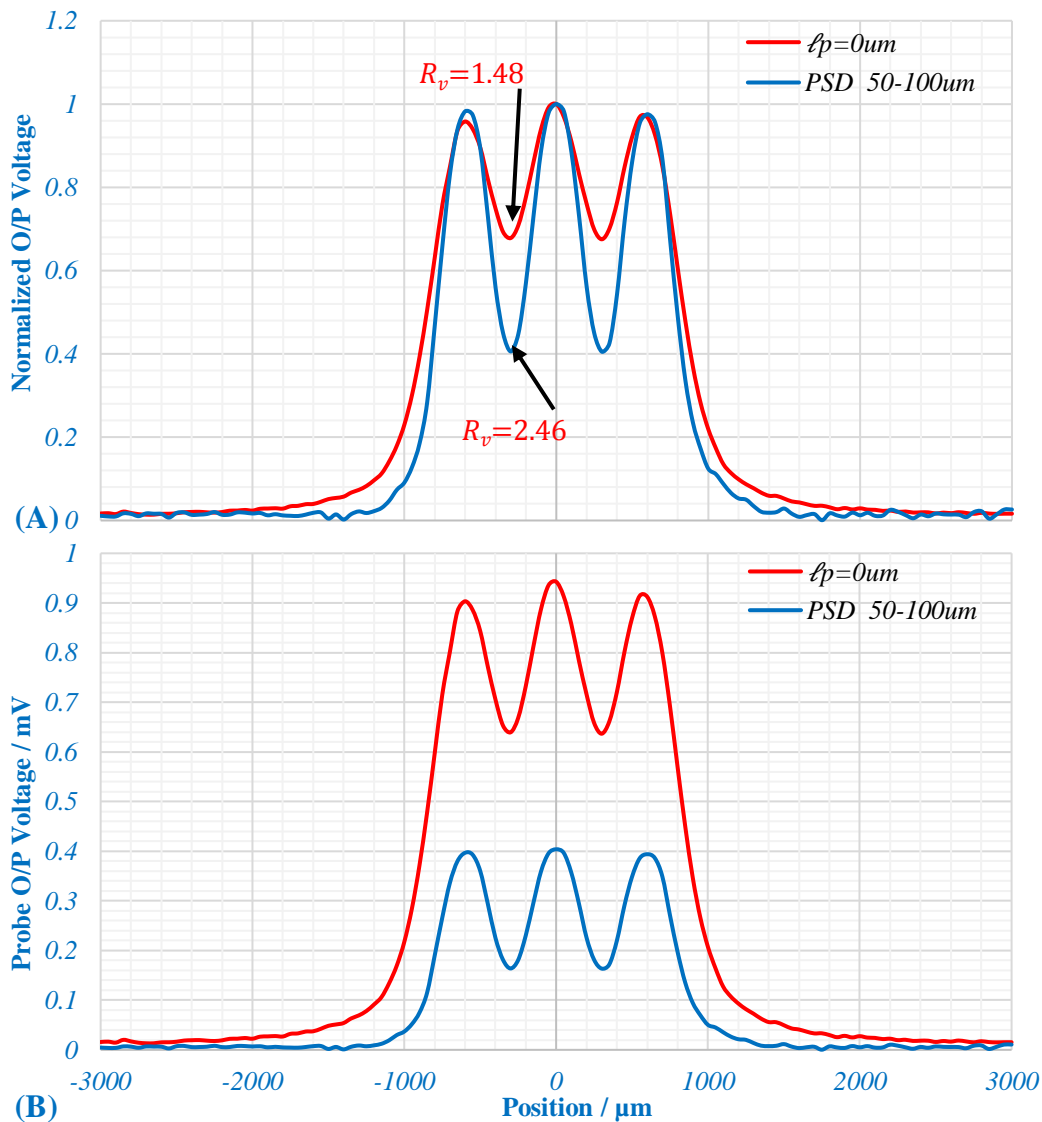 1.2
ℓp=0um
PSD 50-100um
R_v=1.48
1
0.8
Normalized O/P Voltage
0.6
0.4
R_v=2.46
0.2
(A)
0
1
ℓp=0um
PSD 50-100um
0.9
0.8
0.7
0.6
Probe O/P Voltage / mV
0.5
0.4
0.3
0.2
0.1
0
-3000 -2000 -1000 0 1000 2000 3000
(B)
Position / µm